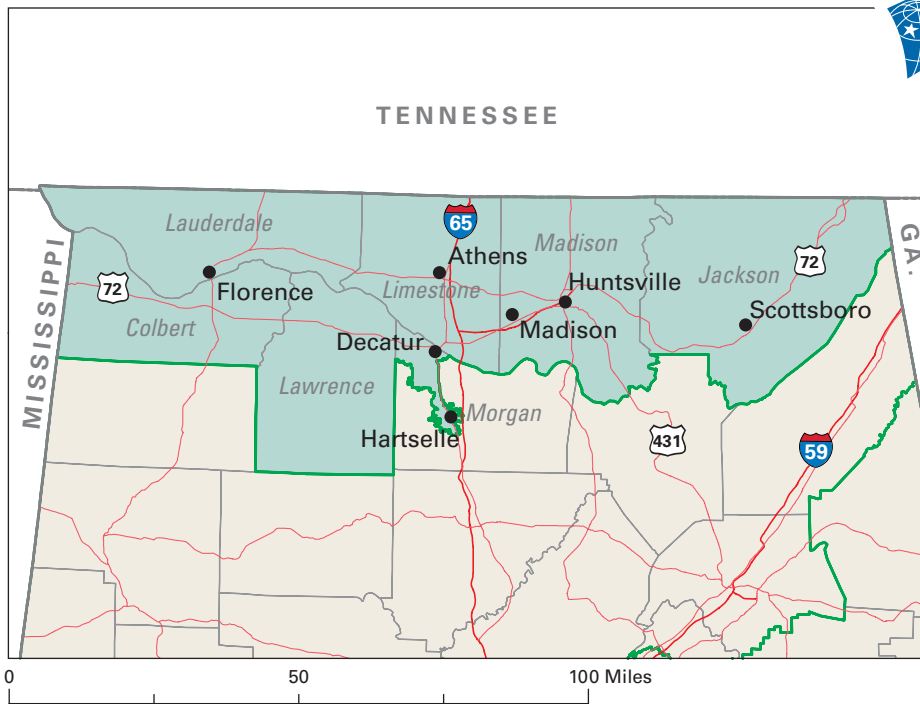 TENNESSEE
MISSISSIPPI
GA.
Lauderdale
65
Madison
Athens
72
Jackson
Huntsville
72
Limestone
Florence
Scottsboro
Colbert
Madison
Decatur
Lawrence
Morgan
Hartselle
431
59
0
50
100 Miles